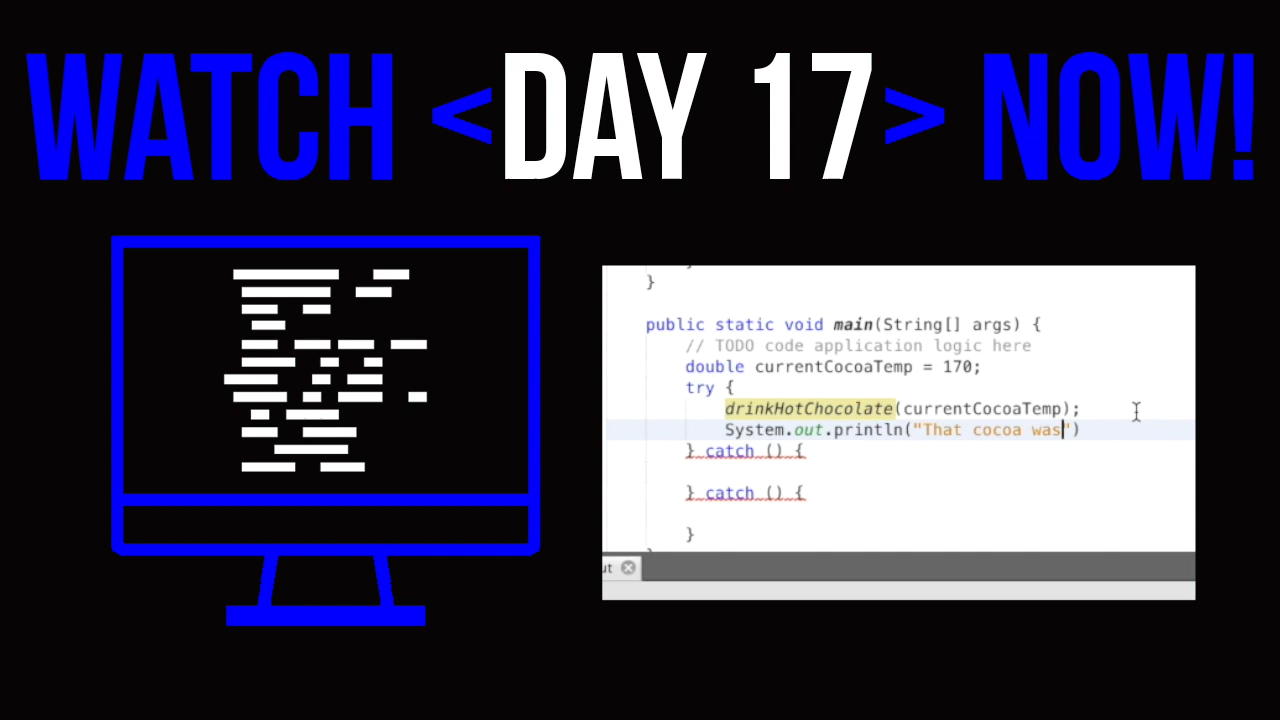 WATCH <DAY 17> NOW!
}
public static void main(String[] args) {
// TODO code application logic here
double currentCocoaTemp = 170;
try {
drinkHotChocolate(currentCocoaTemp);
System.out.println("That cocoa was")
} catch () {
} catch () {
}
ut